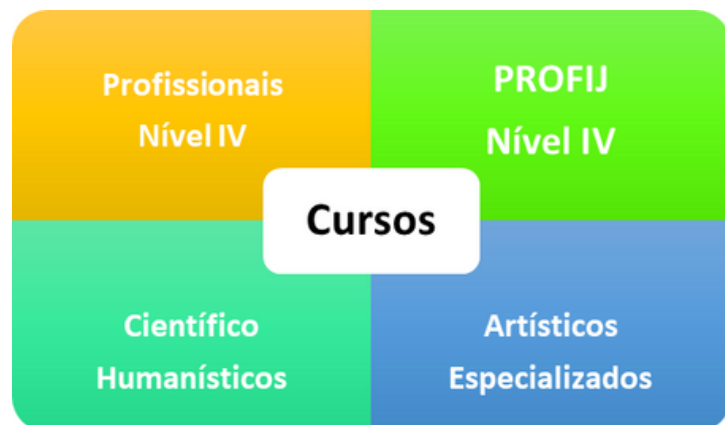 Profissionais
Nível IV
PROFIJ
Nível IV
Cursos
Científico
Humanísticos
Artísticos
Especializados